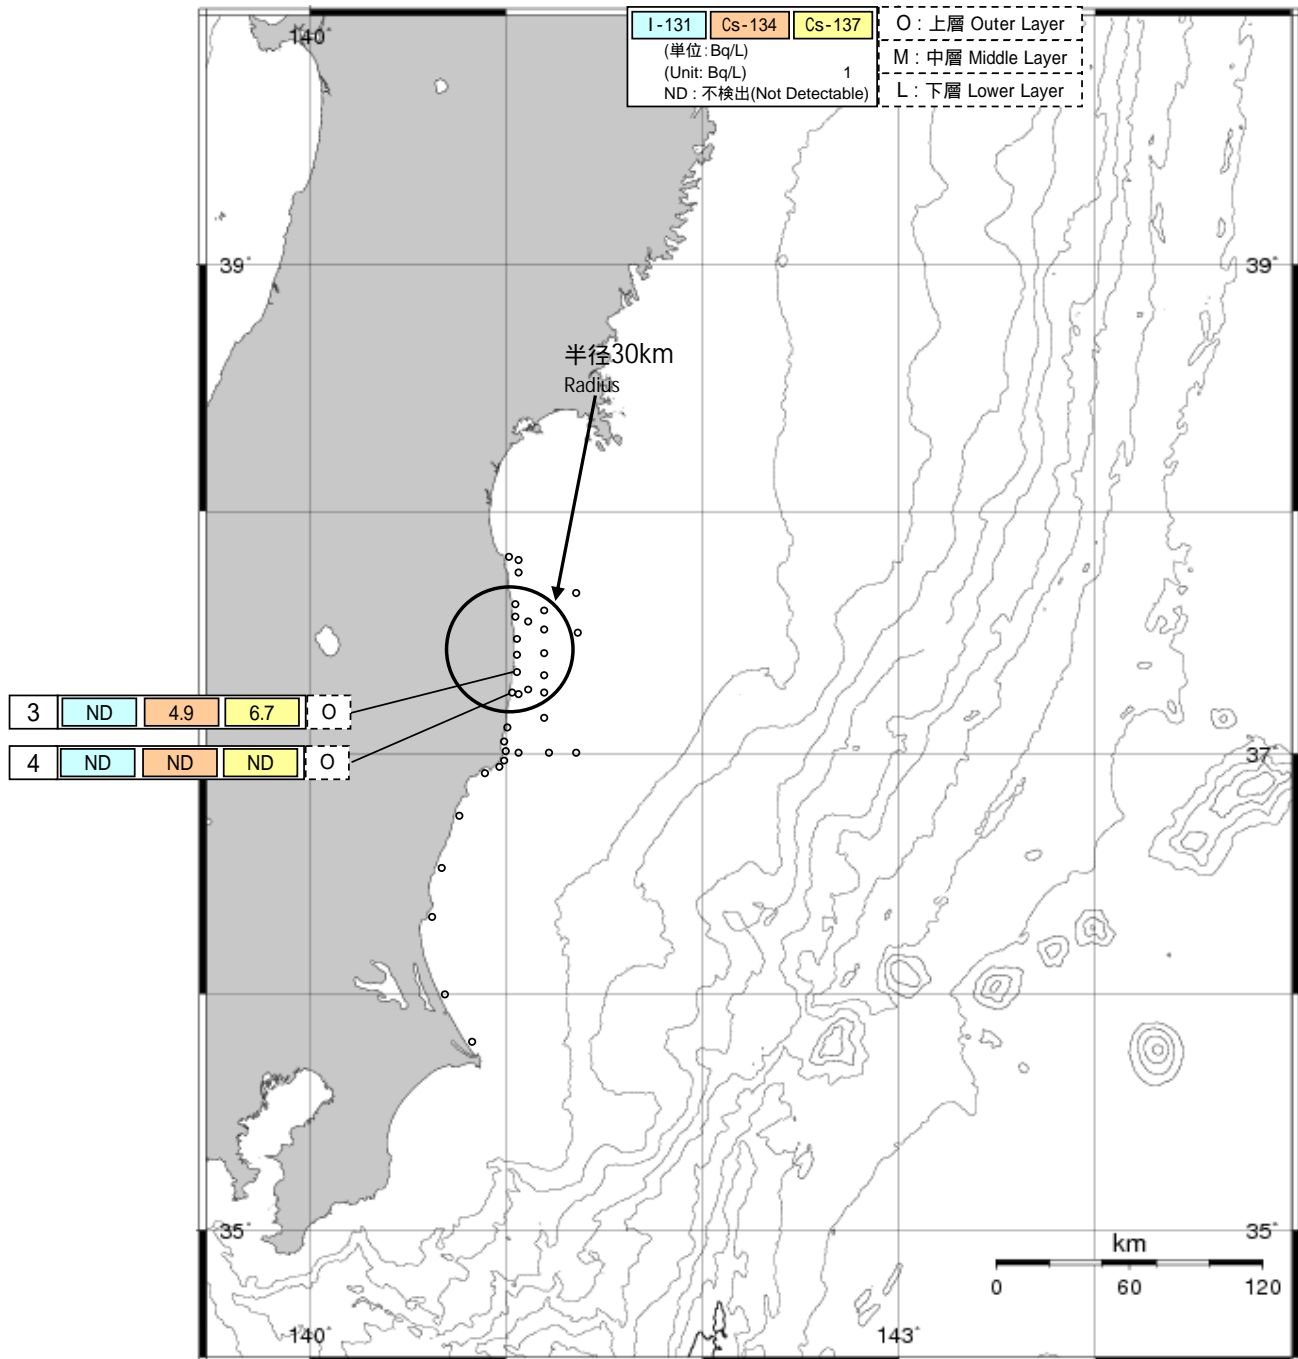 I-131 Cs-134 Cs-137
(単位:Bq/L)
(Unit: Bq/L) 1
ND : 不検出(Not Detectable)
O : 上層 Outer Layer
M : 中層 Middle Layer
L : 下層 Lower Layer
140°
39° 39°
半径30km
Radius
3 ND 4.9 6.7 O
4 ND ND ND O
37°
35° 35°
km
0 60 120
140° 143°